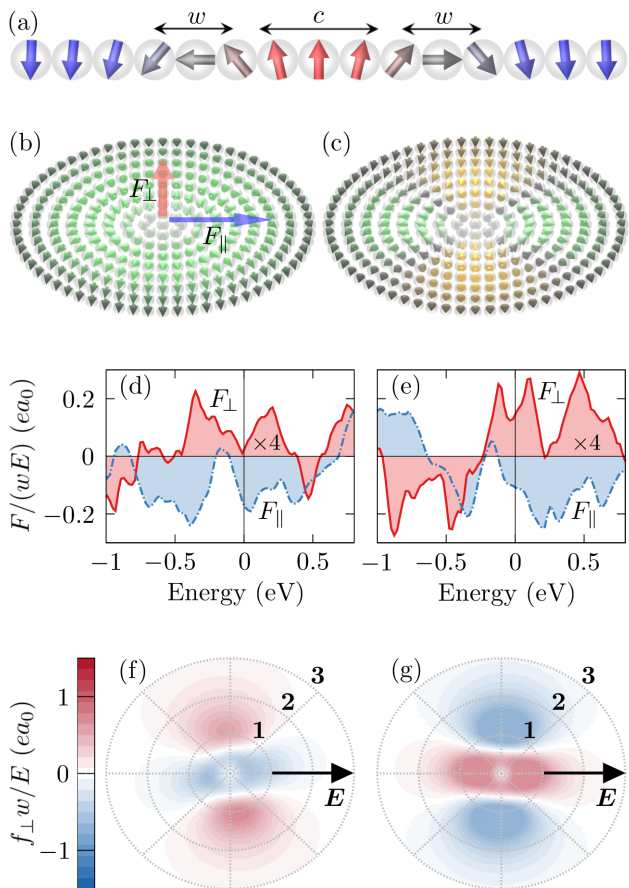 (a) w c w
(b) F⊥ F∥ (c)
F/(wE) (ea₀)
(d) F⊥ ×4 F∥
0.2
0
−0.2
−1 −0.5 0 0.5
Energy (eV)
(e) F⊥ ×4 F∥
−1 −0.5 0 0.5
Energy (eV)
f⊥w/E (ea₀)
1
0
−1
(f) 3
2
1
E
(g) 3
2
1
E